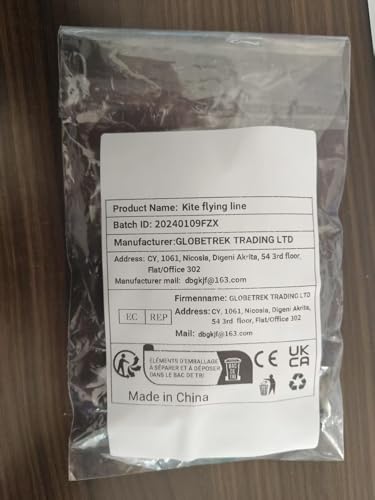 Product Name: Kite flying line
Batch ID: 20240109FZX
Manufacturer:GLOBETREK TRADING LTD
Address: CY, 1061, Nicosia, Digeni Akrita, 54 3rd floor,
Flat/Office 302
Manufacturer mail: dbgkjf@163.com
Firmenname: GLOBETREK TRADING LTD
EC REP
Address: CY, 1061, Nicosia, Digeni Akrita,
54 3rd floor, Flat/Office 302
Mail: dbgkjf@163.com
ÉLÉMENTS D'EMBALLAGE
À SÉPARER ET À DÉPOSER
DANS LE BAC DE TRI
BAC
DE
TRI
CE
UK
CA
Made in China